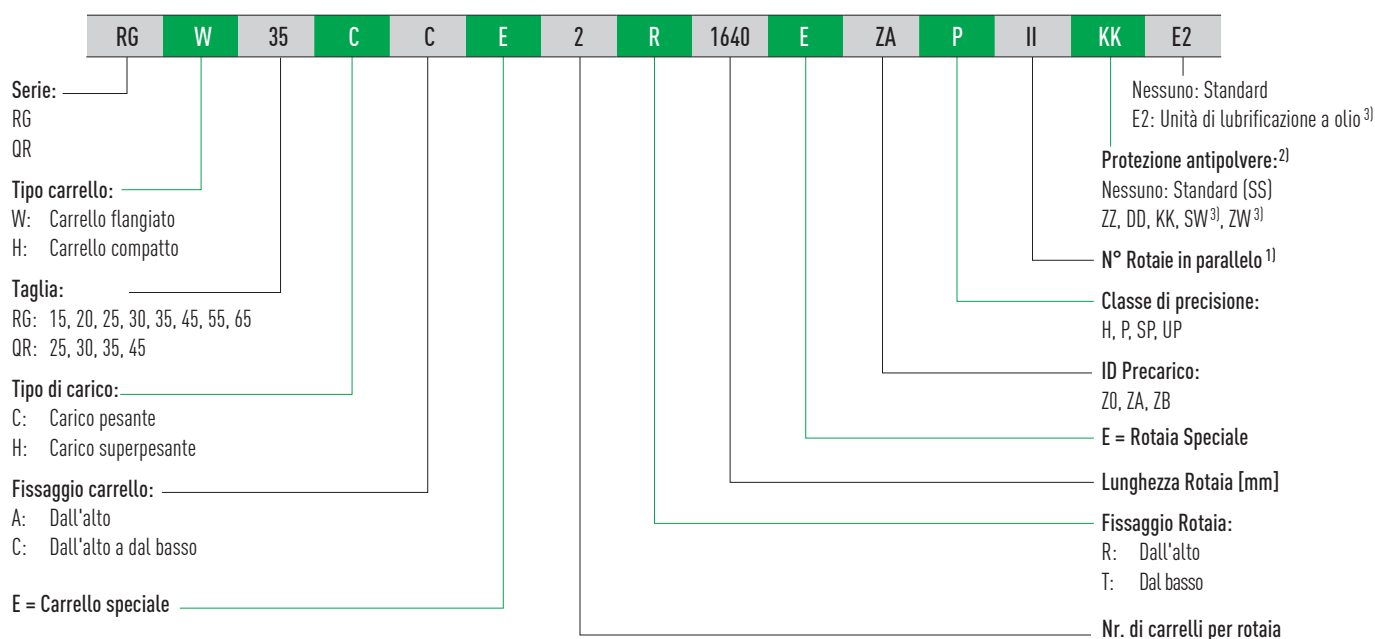 RG W 35 C C E 2 R 1640 E ZA P II KK E2
Serie:
RG
QR
Tipo carrello:
W: Carrello flangiato
H: Carrello compatto
Taglia:
RG: 15, 20, 25, 30, 35, 45, 55, 65
QR: 25, 30, 35, 45
Tipo di carico:
C: Carico pesante
H: Carico superpesante
Fissaggio carrello:
A: Dall'alto
C: Dall'alto a dal basso
E = Carrello speciale
Nessuno: Standard
E2: Unità di lubrificazione a olio 3)
Protezione antipolvere:2)
Nessuno: Standard (SS)
ZZ, DD, KK, SW3), ZW3)
N° Rotaie in parallelo 1)
Classe di precisione:
H, P, SP, UP
ID Precarico:
Z0, ZA, ZB
E = Rotaia Speciale
Lunghezza Rotaia [mm]
Fissaggio Rotaia:
R: Dall'alto
T: Dal basso
Nr. di carrelli per rotaia